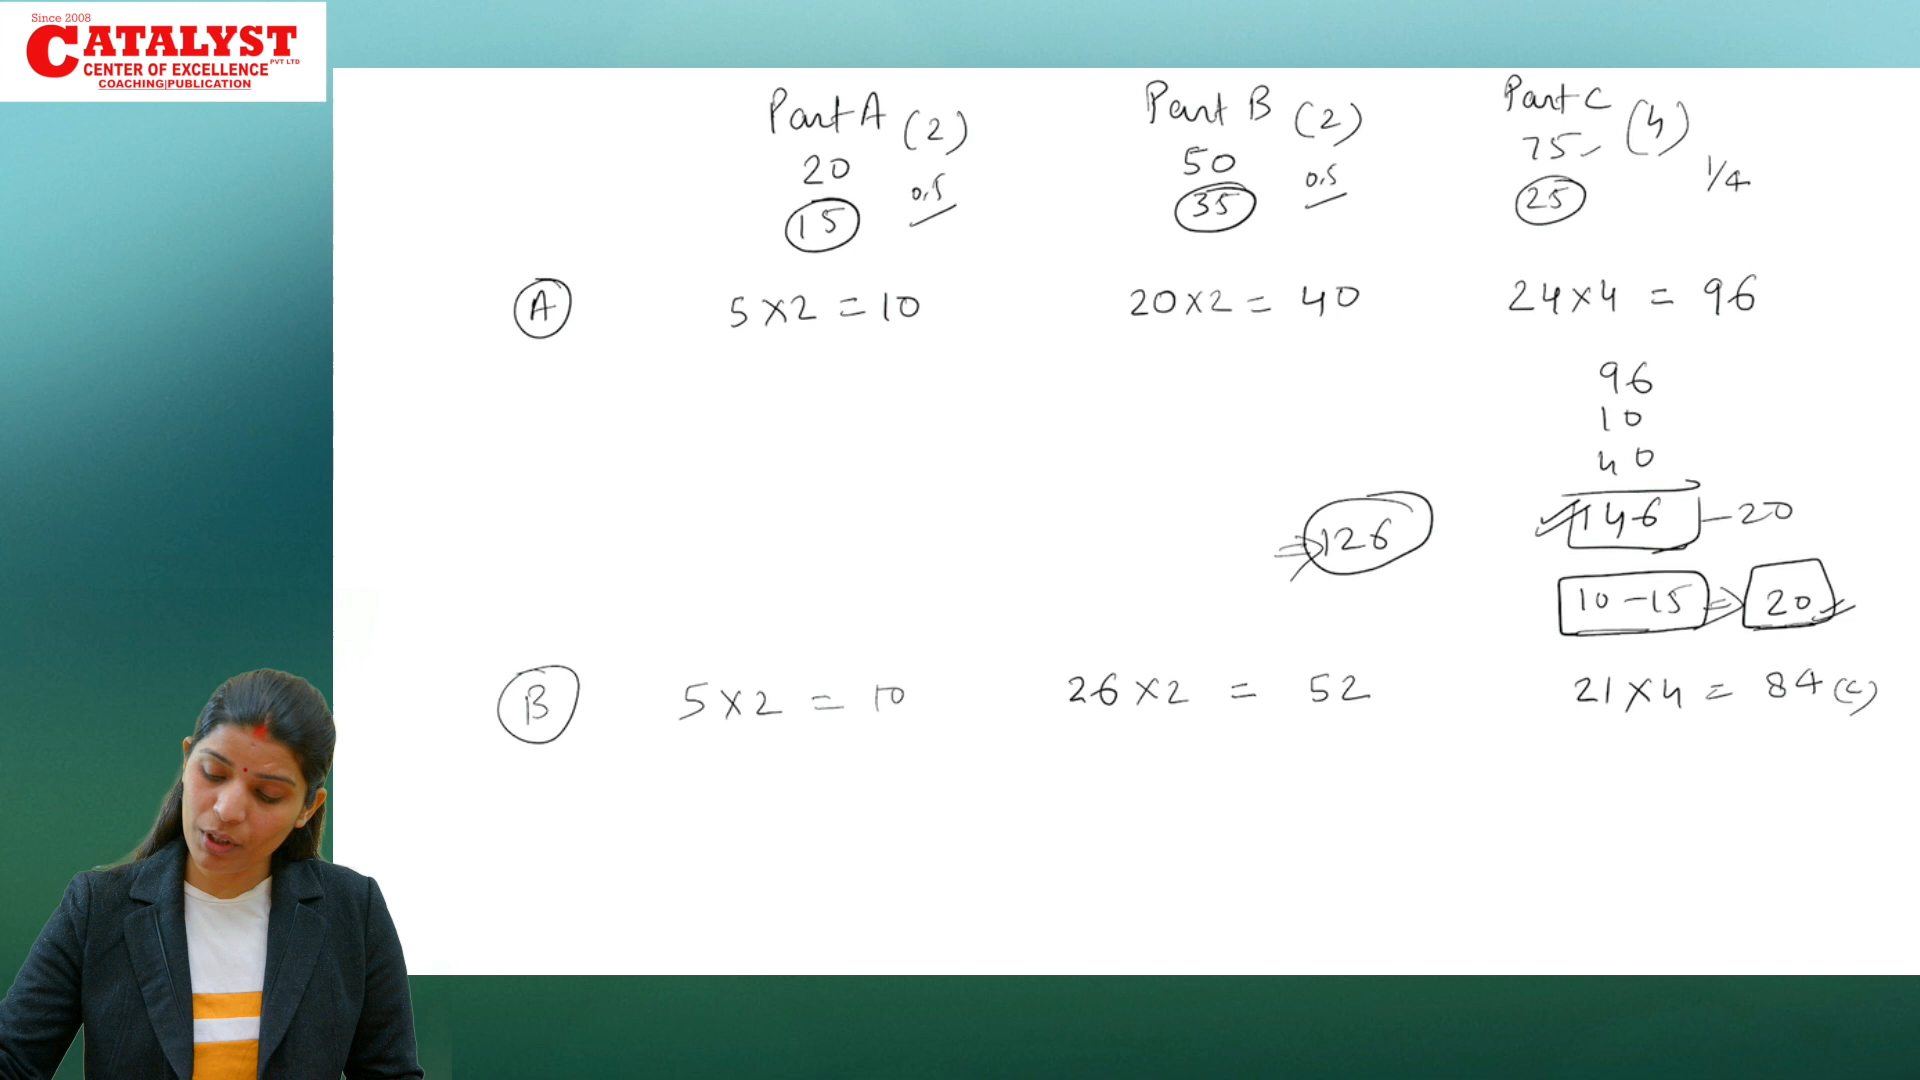 Since 2008
CATALYST
PVT LTD
CENTER OF EXCELLENCE
COACHING|PUBLICATION
Part A (2) Part B (2) Part C (4)
20 50 75
0.5 0.5 1/4
15 35 25
A 5×2 = 10 20×2 = 40 24×4 = 96
96
10
40
⇒126 146 – 20
10 – 15 ⇒ 20
B 5×2 = 10 26×2 = 52 21×4 = 84 (C)